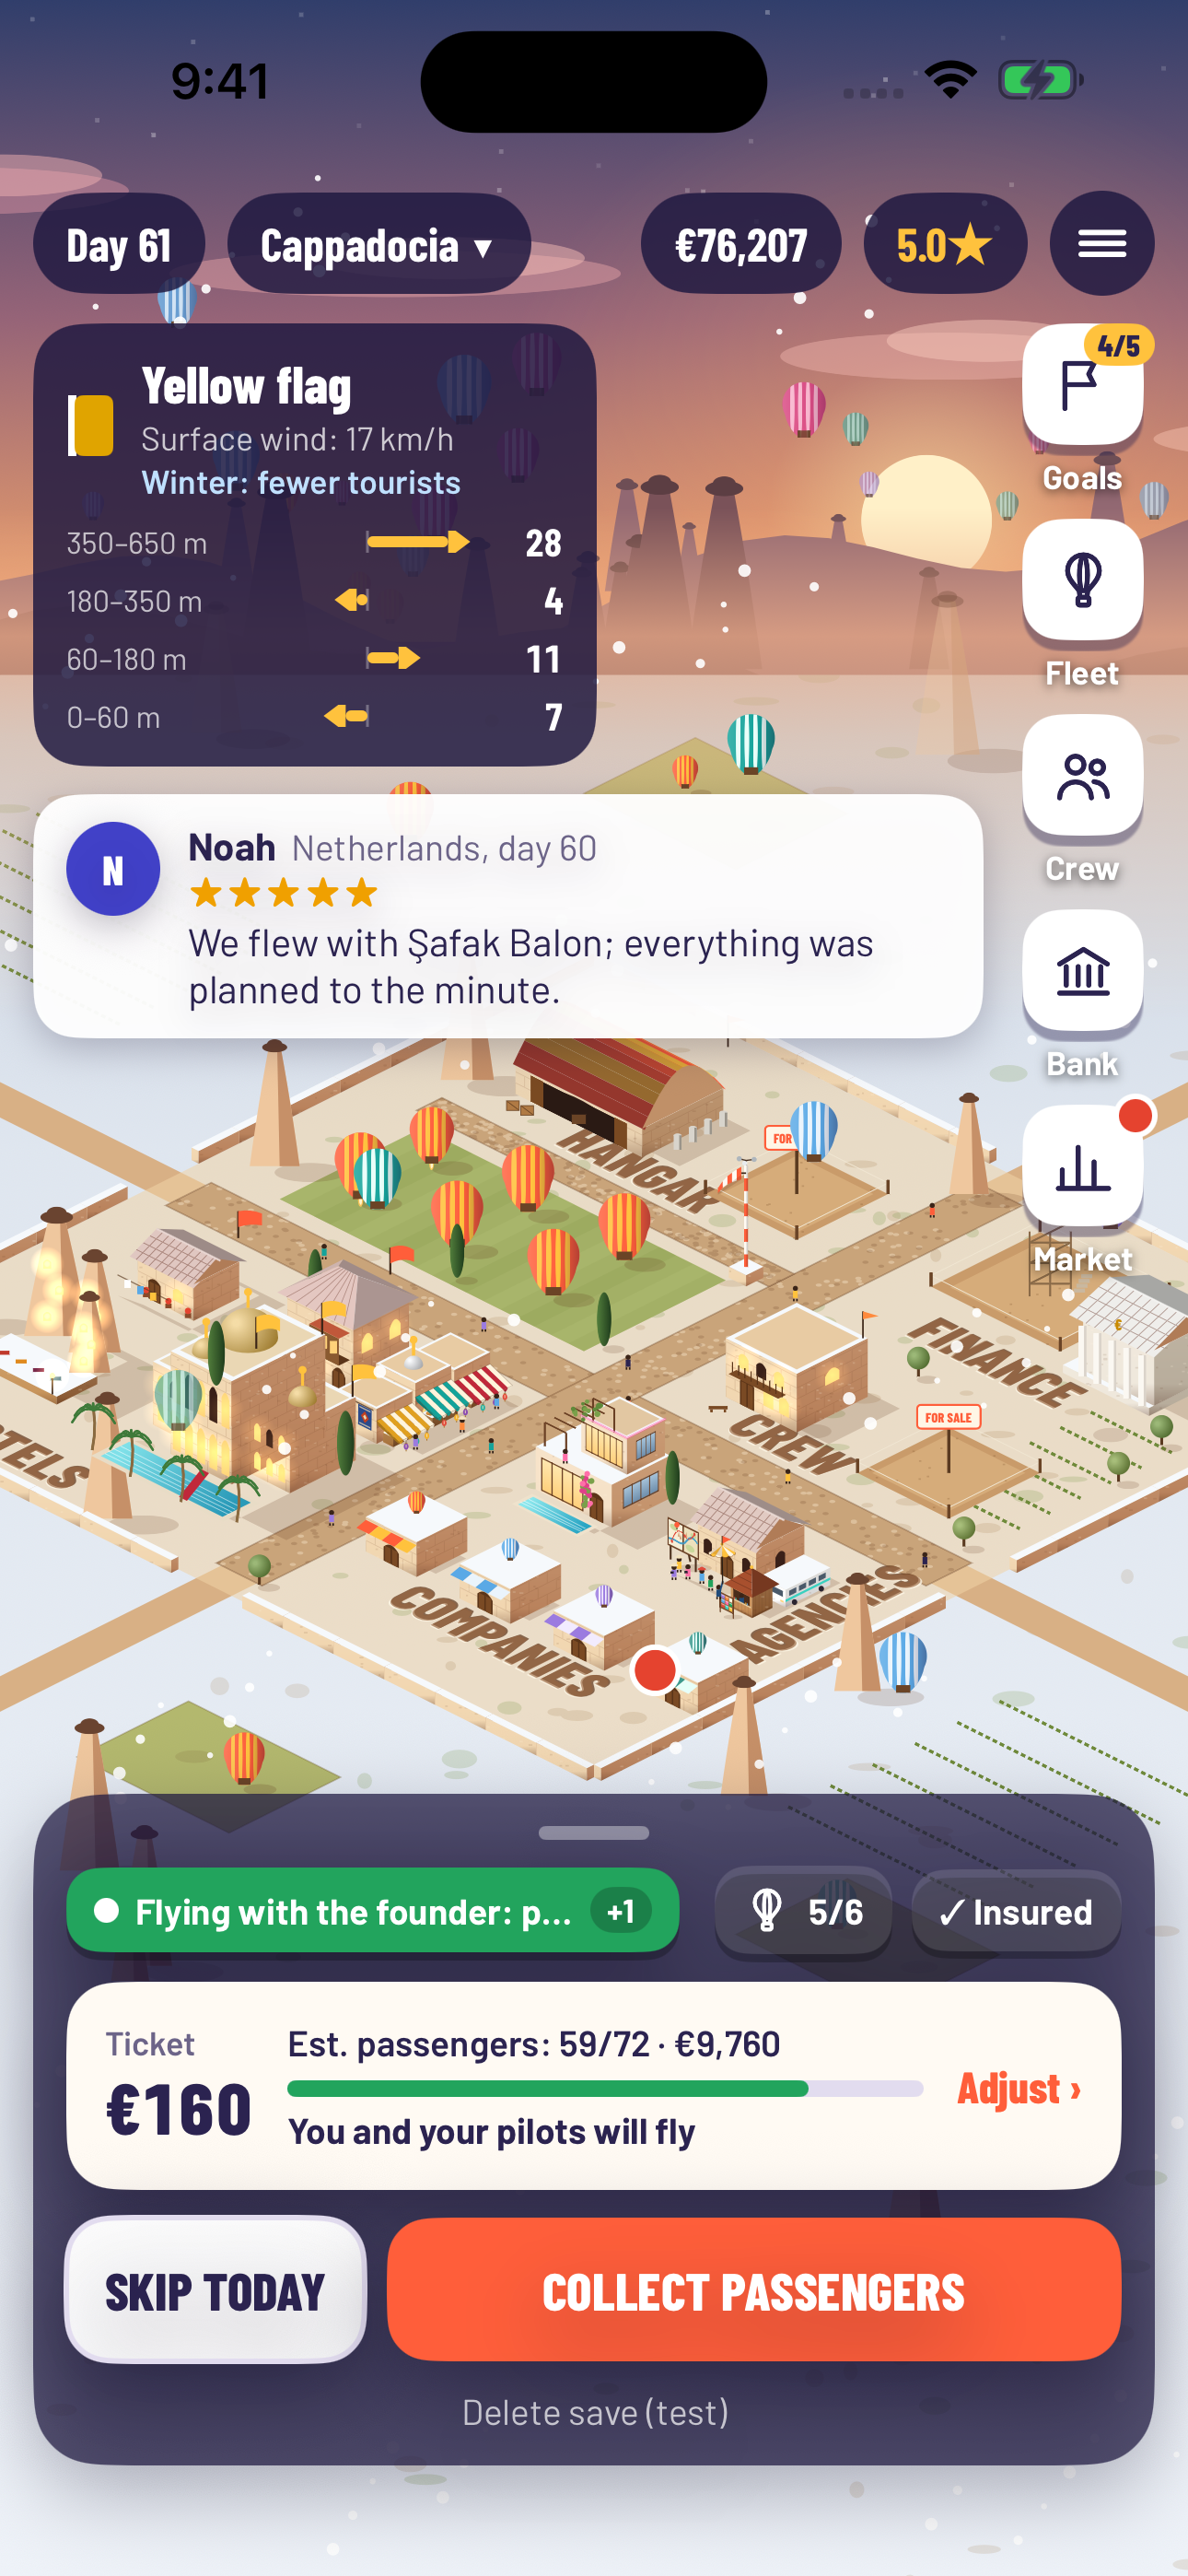 9:41
Day 61
Cappadocia ▾
€76,207
5.0★
4/5
Goals
Yellow flag
Surface wind: 17 km/h
Winter: fewer tourists
350–650 m 28
180–350 m 4
60–180 m 11
0–60 m 7
Fleet
Crew
Bank
Market
N
Noah Netherlands, day 60
★★★★★
We flew with Şafak Balon; everything was
planned to the minute.
HANGAR
FOR
FINANCE
CREW
FOR SALE
TELS
COMPANIES
AGENCIES
Flying with the founder: p... +1
5/6
✓ Insured
Ticket
€160
Est. passengers: 59/72 · €9,760
You and your pilots will fly
Adjust ›
SKIP TODAY
COLLECT PASSENGERS
Delete save (test)